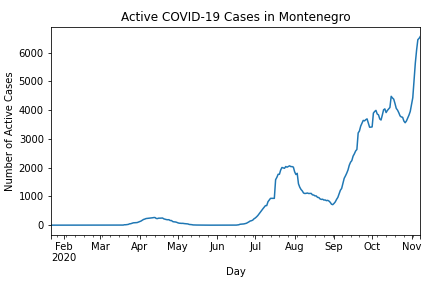 Active COVID-19 Cases in Montenegro
Number of Active Cases
6000
5000
4000
3000
2000
1000
0
Feb Mar Apr May Jun Jul Aug Sep Oct Nov
2020
Day